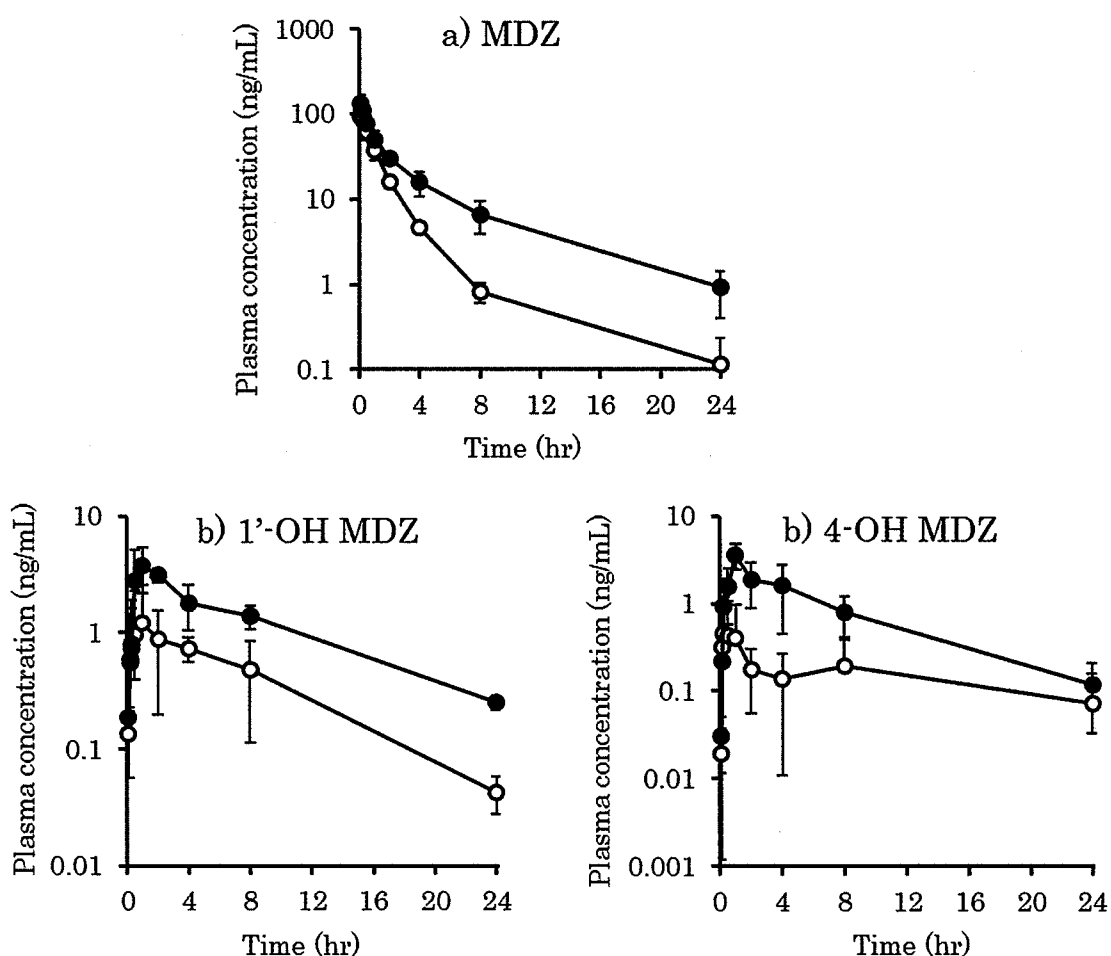 a) MDZ
Plasma concentration (ng/mL)
1000
100
10
1
0.1
0 4 8 12 16 20 24
Time (hr)
b) 1’-OH MDZ
Plasma concentration (ng/mL)
10
1
0.1
0.01
0 4 8 12 16 20 24
Time (hr)
b) 4-OH MDZ
Plasma concentration (ng/mL)
10
1
0.1
0.01
0.001
0 4 8 12 16 20 24
Time (hr)